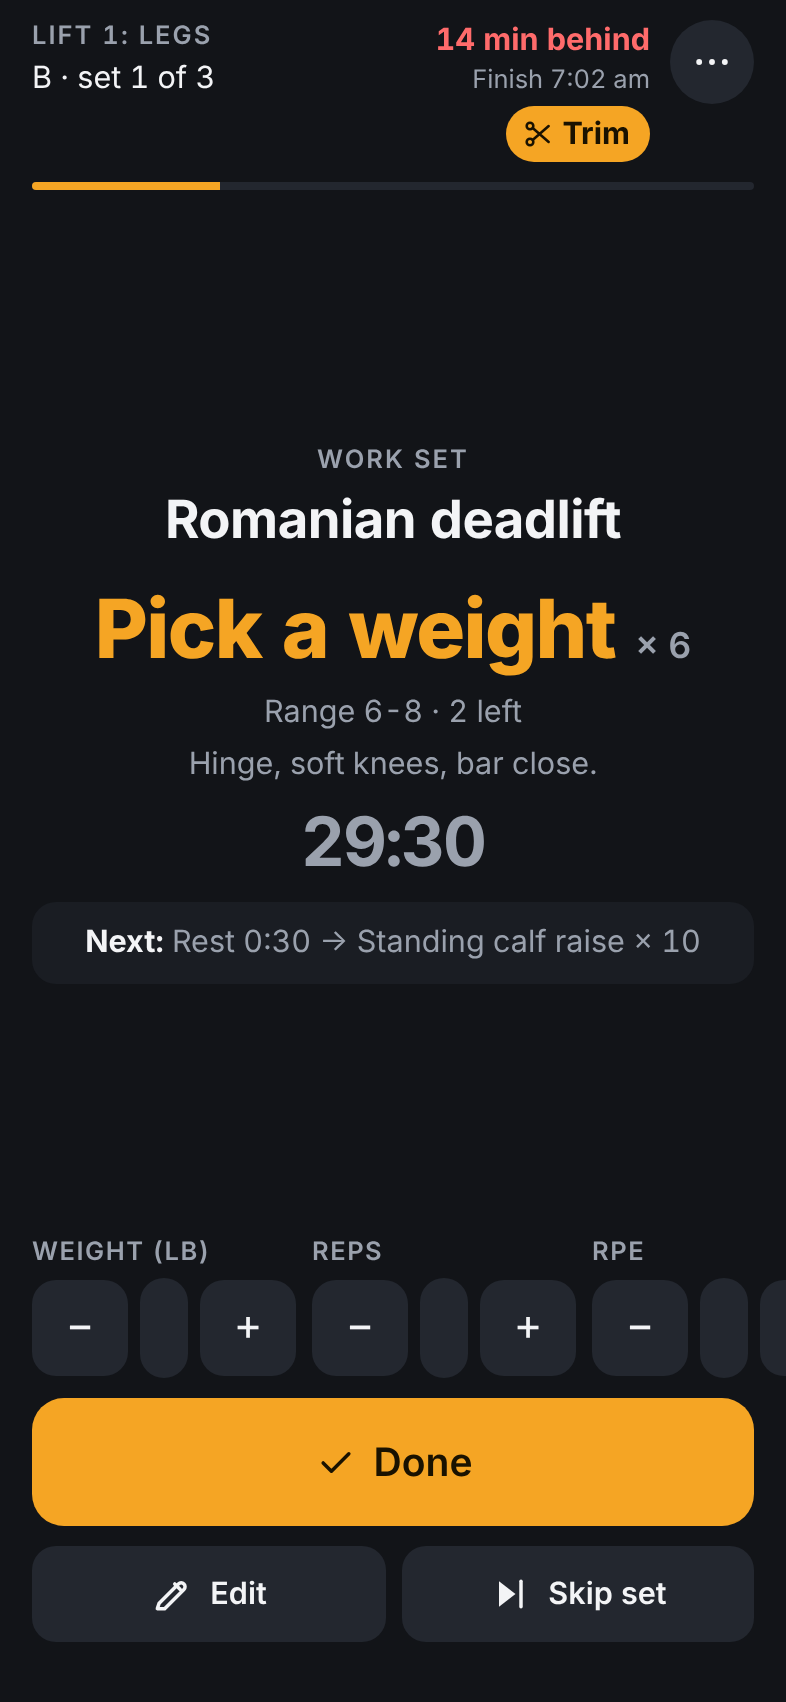 LIFT 1: LEGS
B · set 1 of 3
14 min behind
Finish 7:02 am
Trim
WORK SET
Romanian deadlift
Pick a weight × 6
Range 6-8 · 2 left
Hinge, soft knees, bar close.
29:30
Next: Rest 0:30 → Standing calf raise × 10
WEIGHT (LB) REPS RPE
− + − + −
Done
Edit Skip set